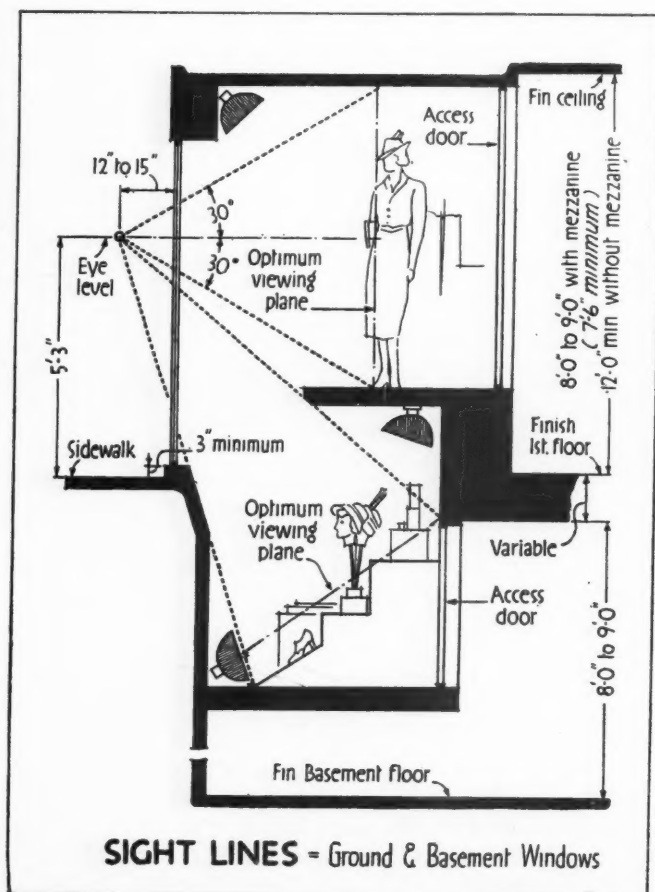 Fin ceiling
Access
door
12" to 15"
30°
30°
Eye
level
Optimum
viewing
plane
5'-3"
8'-0" to 9'-0" with mezzanine
( 7'-6" minimum )
12'-0" min without mezzanine
Sidewalk
3" minimum
Finish
1st. floor
Optimum
viewing
plane
Variable
Access
door
8'-0" to 9'-0"
Fin Basement floor
SIGHT LINES = Ground & Basement Windows